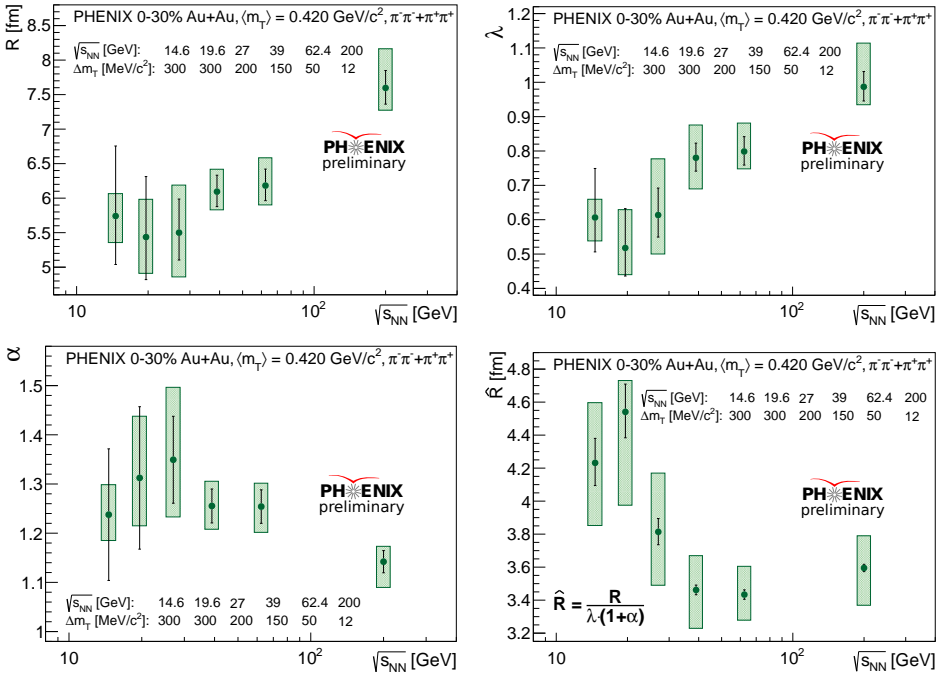 PHENIX 0-30% Au+Au,⟨m_T⟩ = 0.420 GeV/c², π⁻π⁻+π⁺π⁺
R [fm]
√s_NN [GeV]: 14.6 19.6 27 39 62.4 200
Δm_T [MeV/c²]: 300 300 200 150 50 12
8.5
8
7.5
7
6.5
6
5.5
5
PHENIX
preliminary
10 10²
√s_NN [GeV]
PHENIX 0-30% Au+Au,⟨m_T⟩ = 0.420 GeV/c², π⁻π⁻+π⁺π⁺
λ
√s_NN [GeV]: 14.6 19.6 27 39 62.4 200
Δm_T [MeV/c²]: 300 300 200 150 50 12
1.2
1.1
1
0.9
0.8
0.7
0.6
0.5
0.4
PHENIX
preliminary
10 10²
√s_NN [GeV]
PHENIX 0-30% Au+Au,⟨m_T⟩ = 0.420 GeV/c², π⁻π⁻+π⁺π⁺
α
1.5
1.4
1.3
1.2
1.1
1
PHENIX
preliminary
√s_NN [GeV]: 14.6 19.6 27 39 62.4 200
Δm_T [MeV/c²]: 300 300 200 150 50 12
10 10²
√s_NN [GeV]
PHENIX 0-30% Au+Au,⟨m_T⟩ = 0.420 GeV/c², π⁻π⁻+π⁺π⁺
R̂ [fm]
√s_NN [GeV]: 14.6 19.6 27 39 62.4 200
Δm_T [MeV/c²]: 300 300 200 150 50 12
4.8
4.6
4.4
4.2
4
3.8
3.6
3.4
3.2
PHENIX
preliminary
R̂ = R / λ·(1+α)
10 10²
√s_NN [GeV]